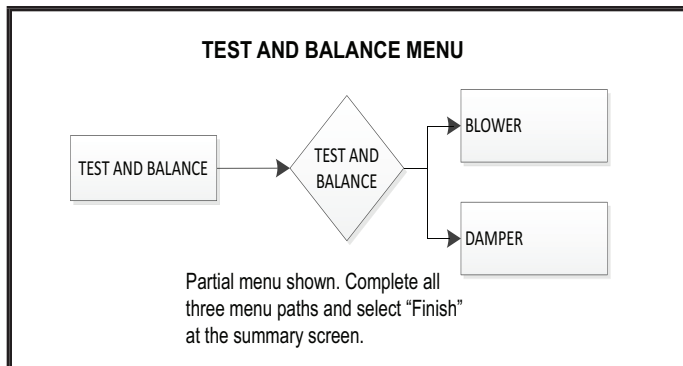 TEST AND BALANCE MENU
TEST AND BALANCE
TEST AND
BALANCE
BLOWER
DAMPER
Partial menu shown. Complete all
three menu paths and select “Finish”
at the summary screen.